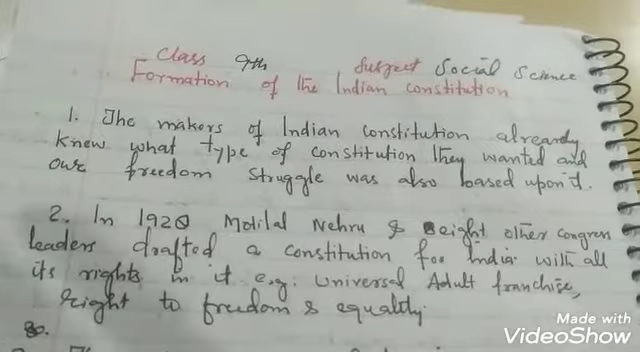 Class 9th Subject Social Science
Formation of the Indian constitution
1. The makers of Indian constitution already
knew what type of constitution they wanted and
our freedom struggle was also based upon it.
2. In 1928 Motilal Nehru & eight other congress
leaders drafted a constitution for India with all
its rights in it e.g. Universal Adult franchise,
Right to freedom & equality.
So.
Made with
VideoShow